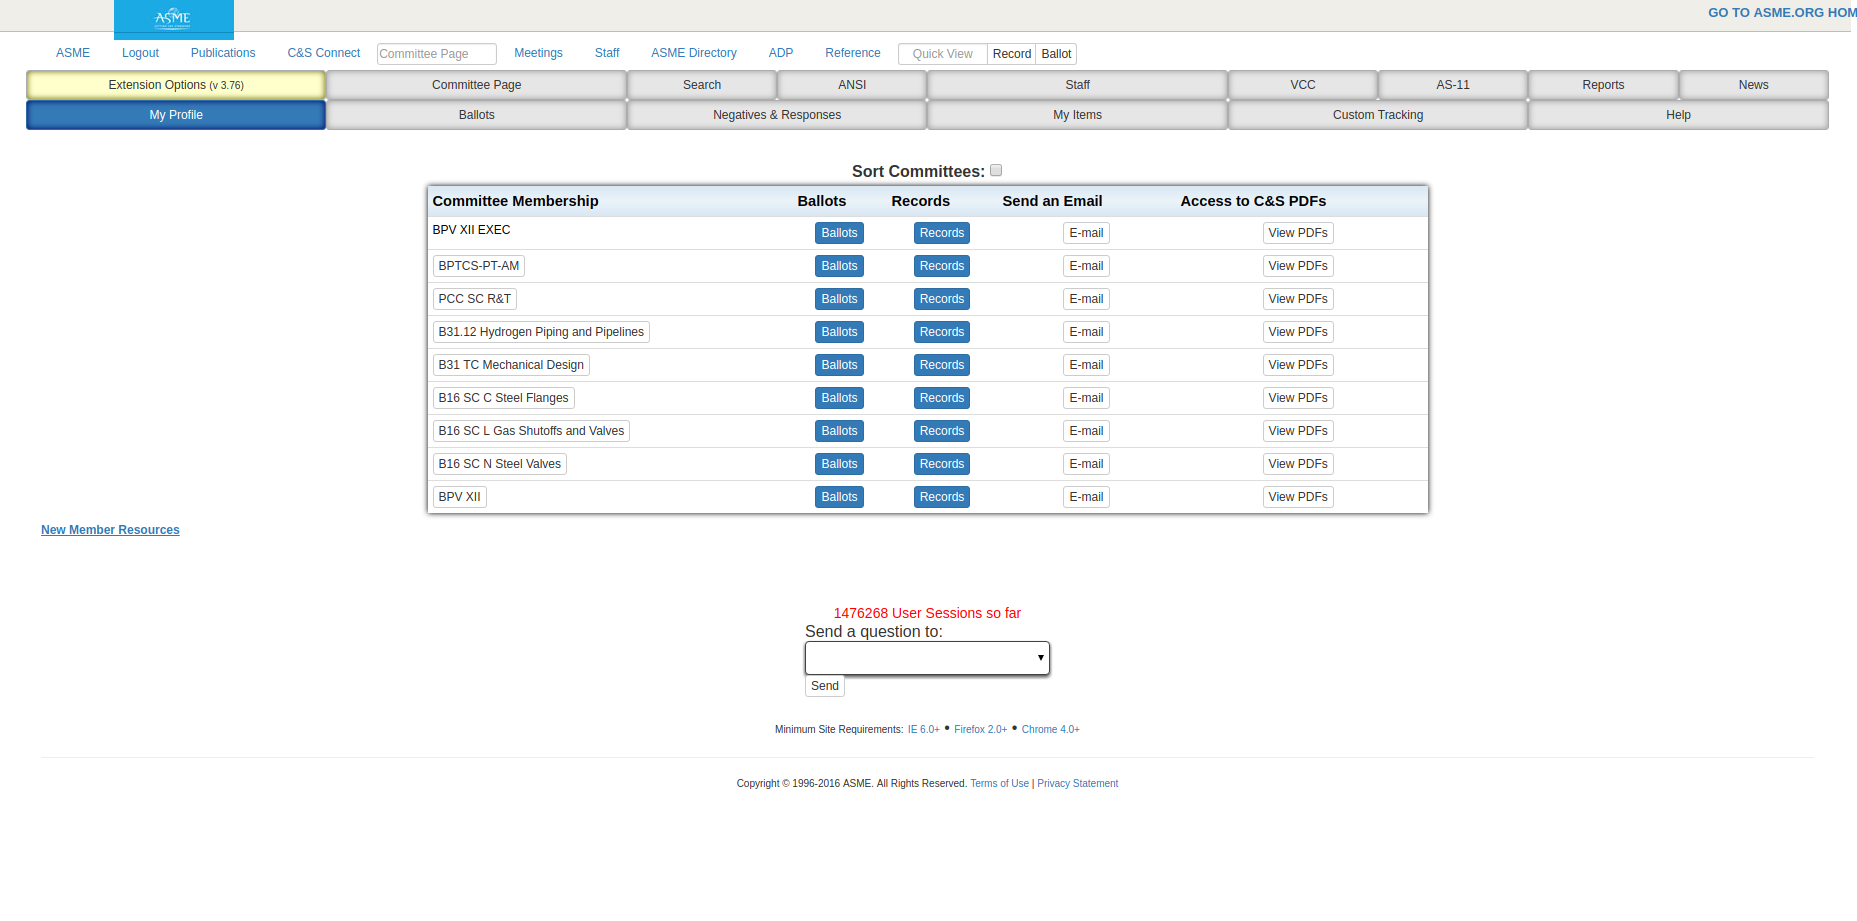 GO TO ASME.ORG HOM
ASME
ASME Logout Publications C&S Connect Committee Page Meetings Staff ASME Directory ADP Reference Quick View Record Ballot
Extension Options (v 3.76) Committee Page Search ANSI Staff VCC AS-11 Reports News
My Profile Ballots Negatives & Responses My Items Custom Tracking Help
Sort Committees:
Committee Membership Ballots Records Send an Email Access to C&S PDFs
BPV XII EXEC Ballots Records E-mail View PDFs
BPTCS-PT-AM Ballots Records E-mail View PDFs
PCC SC R&T Ballots Records E-mail View PDFs
B31.12 Hydrogen Piping and Pipelines Ballots Records E-mail View PDFs
B31 TC Mechanical Design Ballots Records E-mail View PDFs
B16 SC C Steel Flanges Ballots Records E-mail View PDFs
B16 SC L Gas Shutoffs and Valves Ballots Records E-mail View PDFs
B16 SC N Steel Valves Ballots Records E-mail View PDFs
BPV XII Ballots Records E-mail View PDFs
New Member Resources
1476268 User Sessions so far
Send a question to:
Send
Minimum Site Requirements: IE 6.0+ • Firefox 2.0+ • Chrome 4.0+
Copyright © 1996-2016 ASME. All Rights Reserved. Terms of Use | Privacy Statement